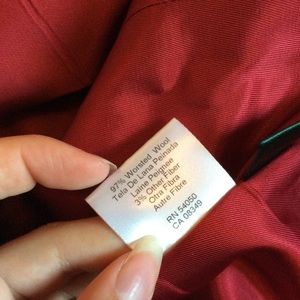 97% Worsted Wool
Tela De Lana Peinada
Laine Peignee
3% Other Fiber
Otra Fibra
Autre Fibre
RN 54050
CA 08349